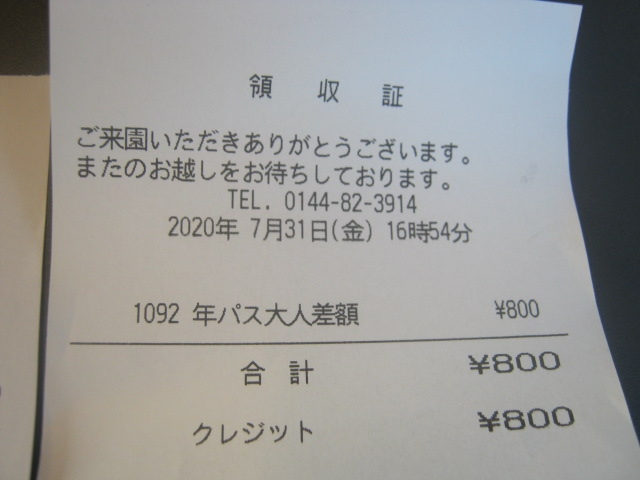 領 収 証
ご来園いただきありがとうございます。
またのお越しをお待ちしております。
TEL. 0144-82-3914
2020年 7月31日(金) 16時54分
1092 年パス大人差額 ¥800
合 計 ¥800
クレジット ¥800